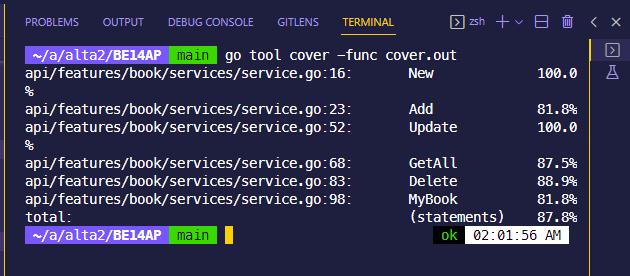 PROBLEMS OUTPUT DEBUG CONSOLE GITLENS TERMINAL zsh
~/a/alta2/BE14AP main go tool cover -func cover.out
api/features/book/services/service.go:16: New 100.0
%
api/features/book/services/service.go:23: Add 81.8%
api/features/book/services/service.go:52: Update 100.0
%
api/features/book/services/service.go:68: GetAll 87.5%
api/features/book/services/service.go:83: Delete 88.9%
api/features/book/services/service.go:98: MyBook 81.8%
total: (statements) 87.8%
~/a/alta2/BE14AP main ok 02:01:56 AM